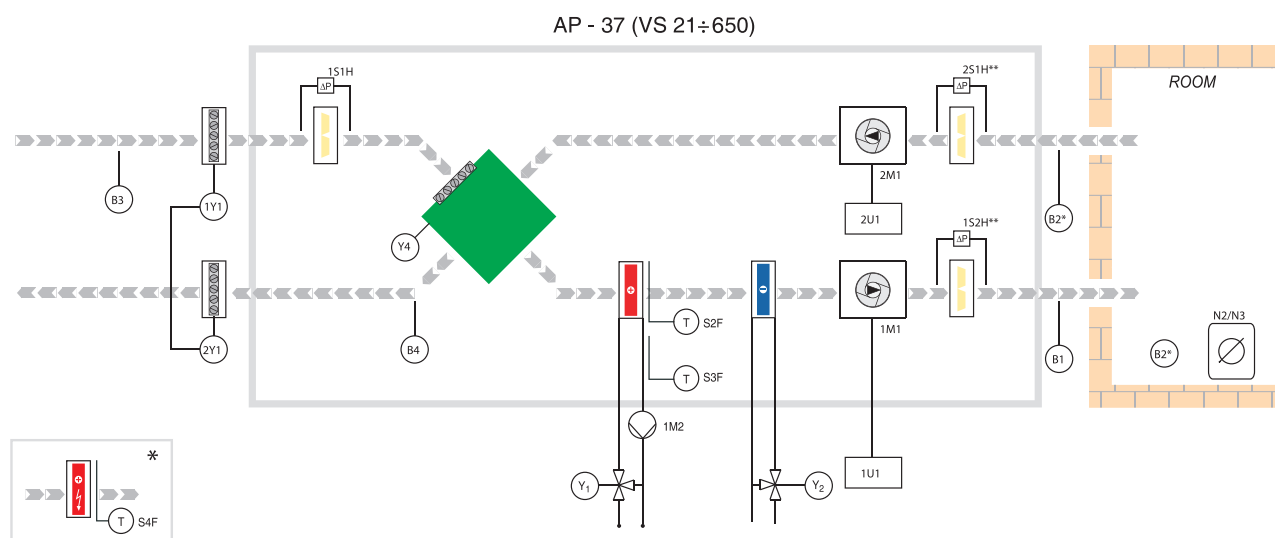 AP - 37 (VS 21÷650)
1S1H
ΔP
2S1H**
ΔP
ROOM
2M1
B3
1Y1
2U1
B2*
1S2H**
ΔP
Y4
1M1
N2/N3
T S2F
B4
2Y1
B1
B2*
T S3F
1M2
*
1U1
Y1
Y2
T S4F